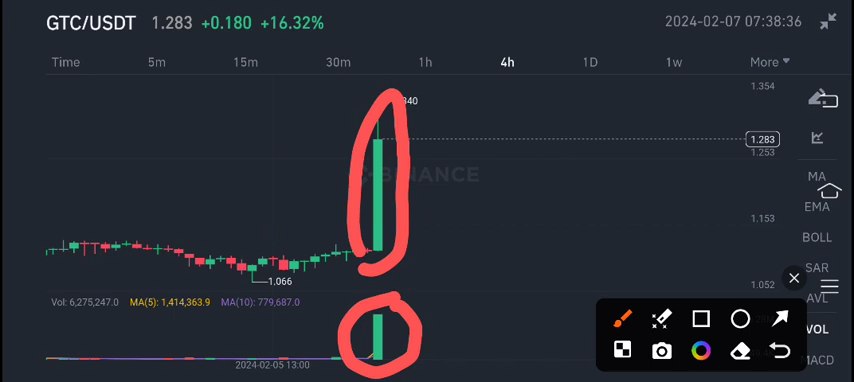 GTC/USDT 1.283 +0.180 +16.32% 2024-02-07 07:38:36
Time 5m 15m 30m 1h 4h 1D 1w More
1.354
1.283
1.253
BINANCE
MA
EMA
1.153
BOLL
SAR
1.066
1.052
AVL
Vol: 6,275,247.0 MA(5): 1,414,363.9 MA(10): 779,687.0
VOL
MACD
2024-02-05 13:00